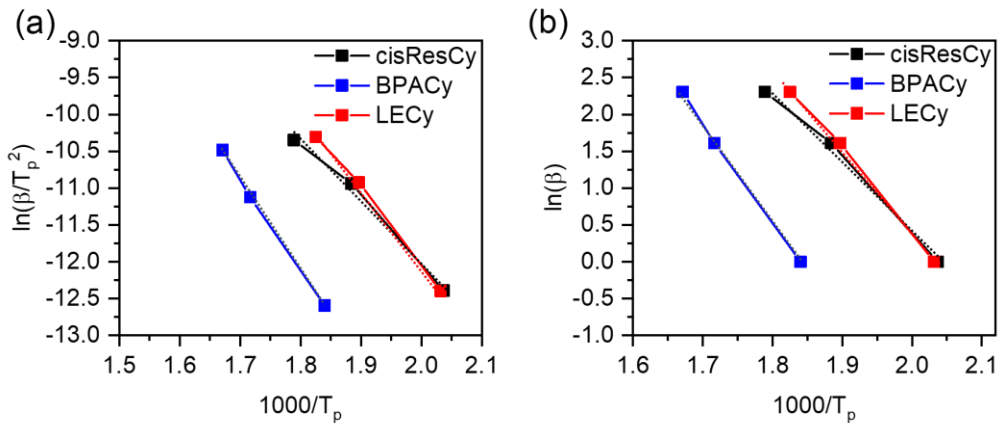 (a)
-9.0
-9.5
-10.0
-10.5
-11.0
-11.5
-12.0
-12.5
-13.0
ln(β/Tp²)
cisResCy
BPACy
LECy
1.5 1.6 1.7 1.8 1.9 2.0 2.1
1000/Tp
(b)
3.0
2.5
2.0
1.5
1.0
0.5
0.0
-0.5
-1.0
ln(β)
cisResCy
BPACy
LECy
1.6 1.7 1.8 1.9 2.0 2.1
1000/Tp